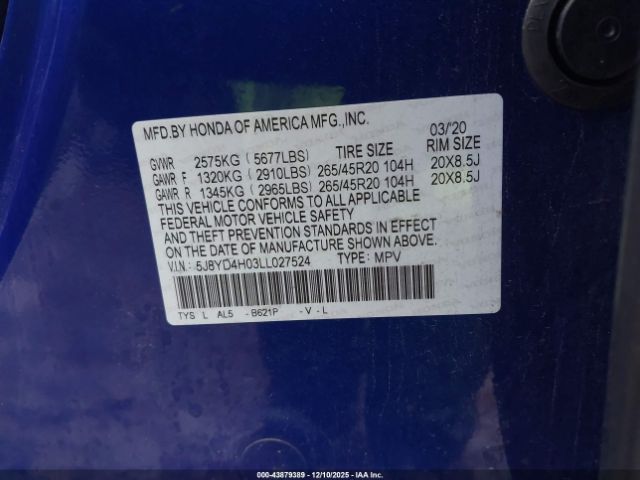 MFD.BY HONDA OF AMERICA MFG.,INC.
03/'20
GVWR 2575KG ( 5677LBS) TIRE SIZE RIM SIZE
GAWR F 1320KG ( 2910LBS) 265/45R20 104H 20X8.5J
GAWR R 1345KG ( 2965LBS) 265/45R20 104H 20X8.5J
THIS VEHICLE CONFORMS TO ALL APPLICABLE
FEDERAL MOTOR VEHICLE SAFETY
AND THEFT PREVENTION STANDARDS IN EFFECT
ON THE DATE OF MANUFACTURE SHOWN ABOVE.
V.I.N.: 5J8YD4H03LL027524 TYPE: MPV
TYS L AL5 - B621P - V - L
00-43879389 - 12/10/2025 - IAA Inc.